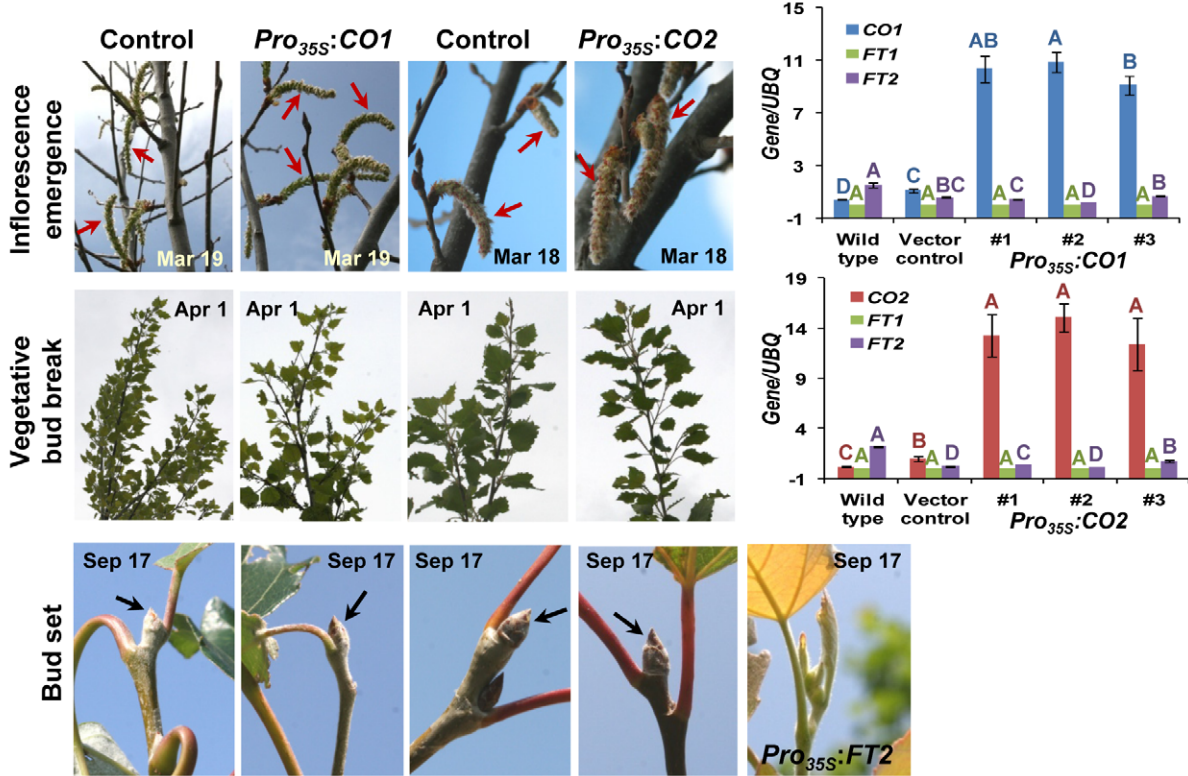 Control
Pro35S:CO1
Control
Pro35S:CO2
Inflorescence
emergence
Mar 19
Mar 19
Mar 18
Mar 18
Vegetative
bud break
Apr 1
Apr 1
Apr 1
Apr 1
Bud set
Sep 17
Sep 17
Sep 17
Sep 17
Sep 17
Pro35S:FT2
15
11
7
3
-1
Gene/UBQ
CO1
FT1
FT2
D A A
C A BC
AB A C
A A D
B A B
Wild
type
Vector
control
#1
#2
#3
Pro35S:CO1
19
14
9
4
-1
Gene/UBQ
CO2
FT1
FT2
C A A
B A D
A A C
A A D
A A B
Wild
type
Vector
control
#1
#2
#3
Pro35S:CO2